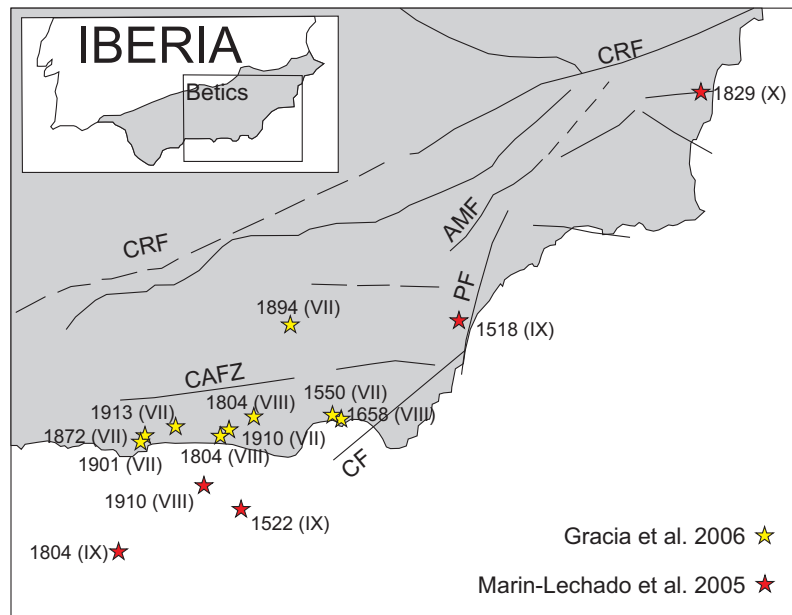 IBERIA
Betics
CRF
1829 (X)
AMF
CRF
PF
1894 (VII)
1518 (IX)
CAFZ
1550 (VII)
1913 (VII)
1804 (VIII)
1658 (VIII)
1872 (VII)
1910 (VII)
1901 (VII)
1804 (VIII)
CF
1910 (VIII)
1522 (IX)
1804 (IX)
Gracia et al. 2006
Marin-Lechado et al. 2005